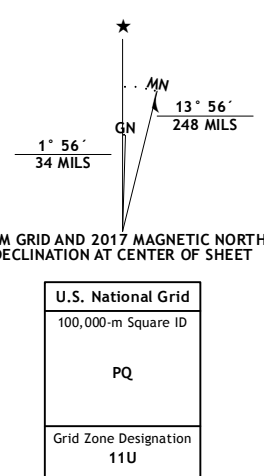 ★
MN
GN
13° 56´
248 MILS
1° 56´
34 MILS
M GRID AND 2017 MAGNETIC NORTH
DECLINATION AT CENTER OF SHEET
U.S. National Grid
100,000-m Square ID
PQ
Grid Zone Designation
11U